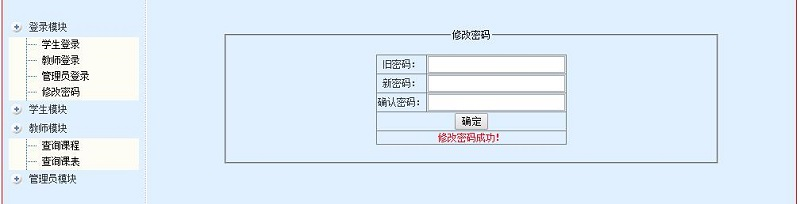 登录模块
学生登录
教师登录
管理员登录
修改密码
学生模块
教师模块
查询课程
查询课表
管理员模块
修改密码
旧密码：
新密码：
确认密码：
确定
修改密码成功！